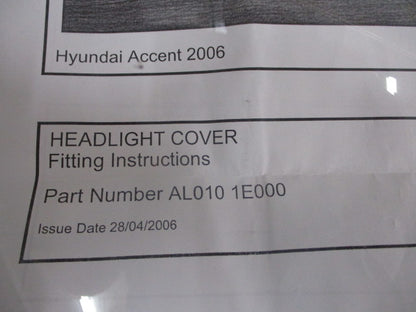 Hyundai Accent 2006
HEADLIGHT COVER
Fitting Instructions
Part Number AL010 1E000
Issue Date 28/04/2006